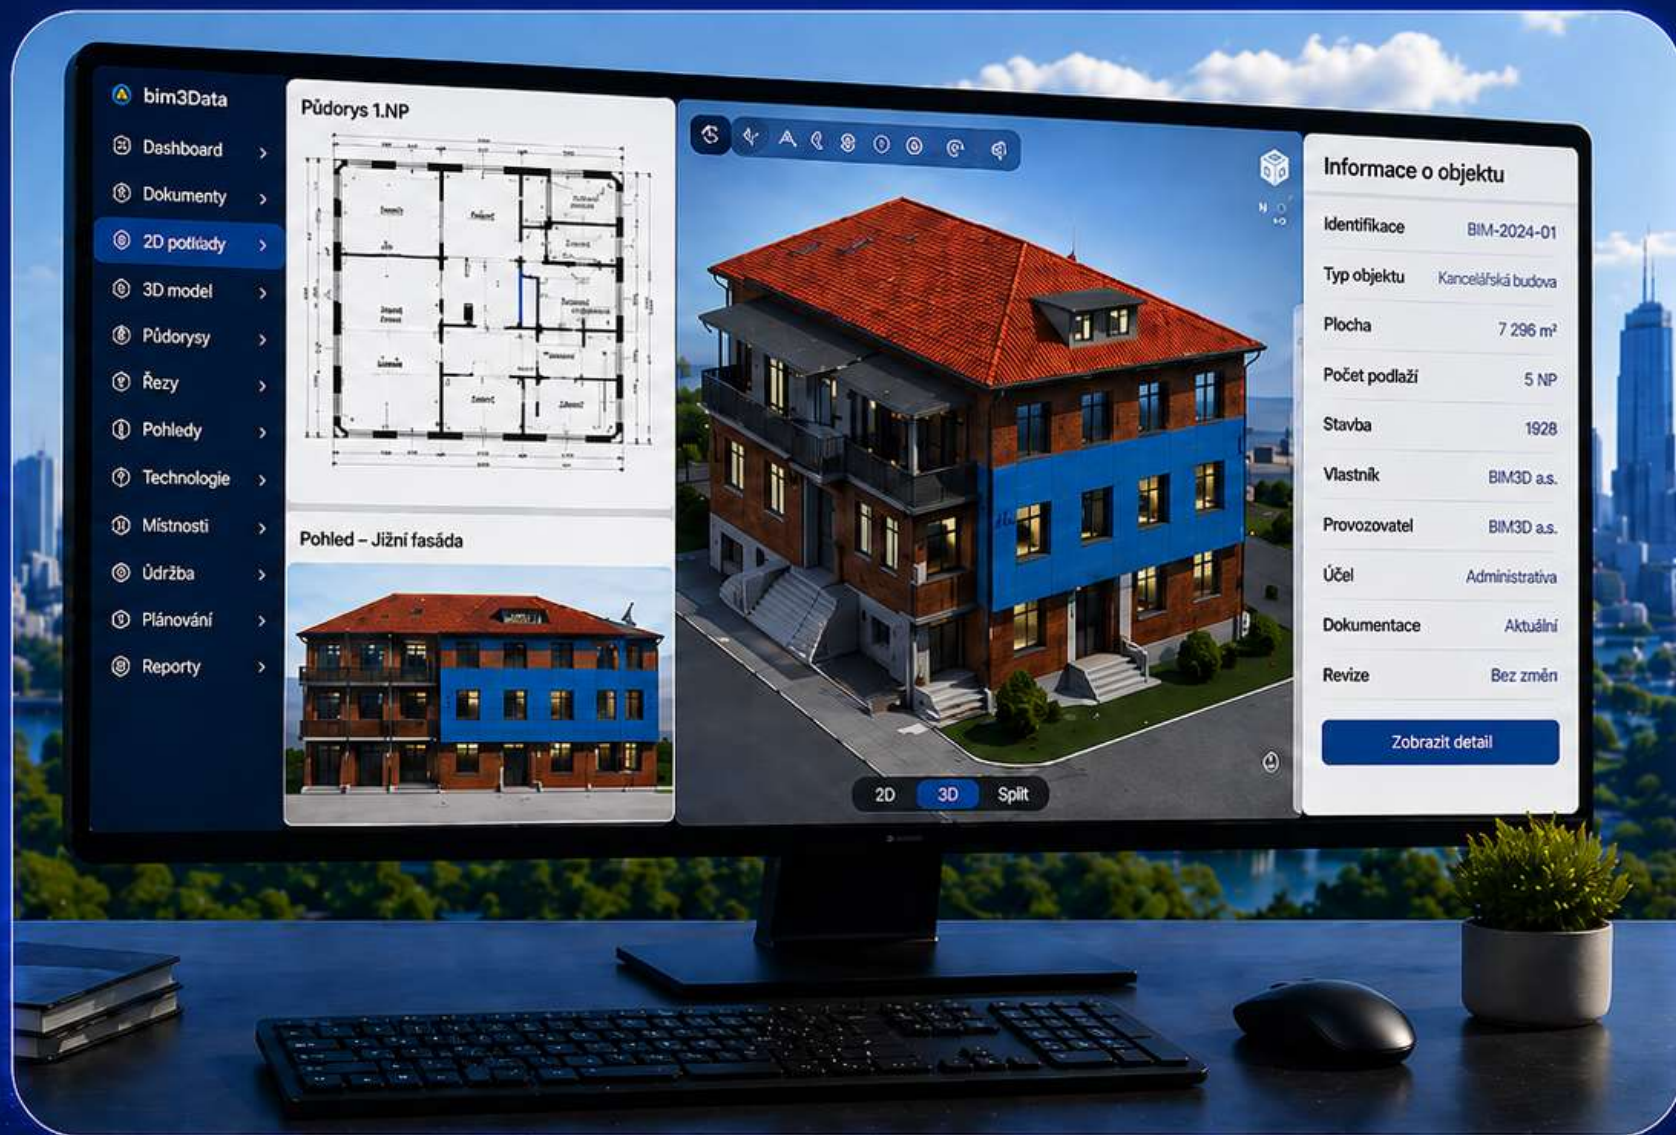 bim3Data
Dashboard
Dokumenty
2D potklady
3D model
Půdorysy
Řezy
Pohledy
Technologie
Místnosti
Ůdržba
Plánování
Reporty
Půdorys 1.NP
Pohled – Jižní fasáda
2D
3D
Split
Informace o objektu
Identifikace BIM-2024-01
Typ objektu Kancelářská budova
Plocha 7 296 m²
Počet podlaží 5 NP
Stavba 1928
Vlastník BIM3D a.s.
Provozovatel BIM3D a.s.
Účel Administrativa
Dokumentace Aktuální
Revize Bez změn
Zobrazit detail